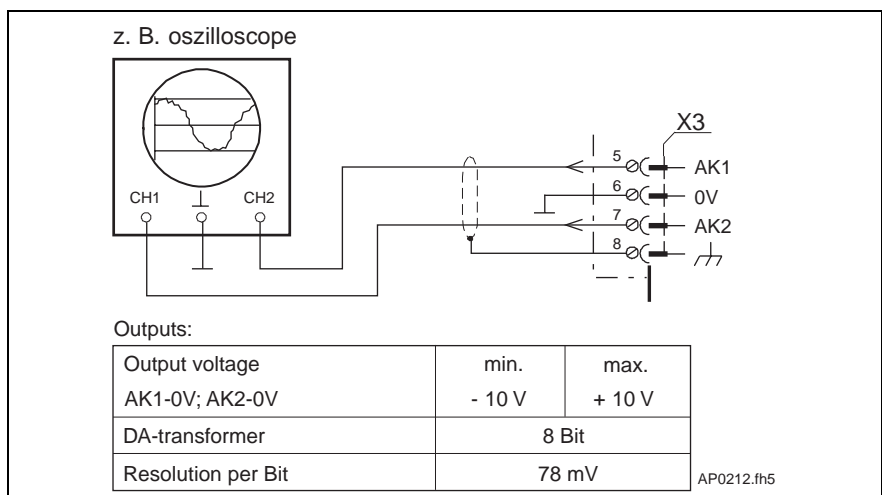 z. B. oszilloscope
CH1
CH2
X3
5
AK1
6
0V
7
AK2
8
Outputs:
Output voltage
min.
max.
AK1-0V; AK2-0V
- 10 V
+ 10 V
DA-transformer
8 Bit
Resolution per Bit
78 mV
AP0212.fh5